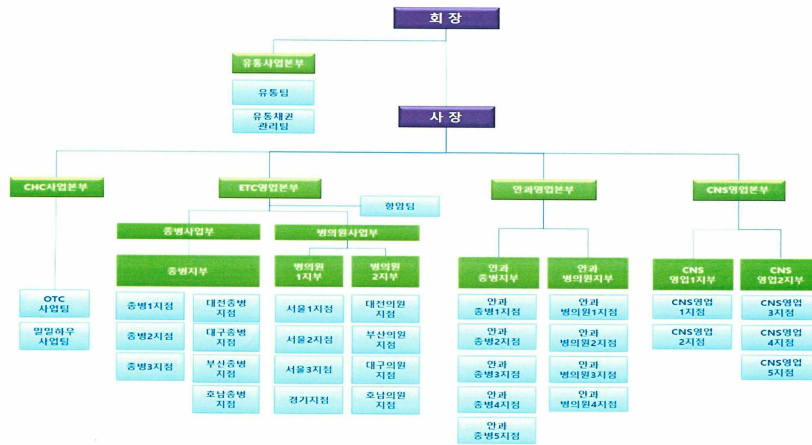 회 장
유통사업본부
유통팀
유통채권
관리팀
사 장
CHC사업본부
ETC영업본부
안과영업본부
CNS영업본부
항암팀
종병사업부
병의원사업부
종병지부
병의원
1지부
병의원
2지부
안과
종병지부
안과
병의원지부
CNS
영업1지부
CNS
영업2지부
OTC
사업팀
일일하우
사업팀
종병1지점
종병2지점
종병3지점
대전종병
지점
대구종병
지점
부산종병
지점
호남종병
지점
서울1지점
서울2지점
서울3지점
경기지점
대전의원
지점
부산의원
지점
대구의원
지점
호남의원
지점
안과
종병1지점
안과
종병2지점
안과
종병3지점
안과
종병4지점
안과
종병5지점
안과
병의원1지점
안과
병의원2지점
안과
병의원3지점
안과
병의원4지점
CNS영업
1지점
CNS영업
2지점
CNS영업
3지점
CNS영업
4지점
CNS영업
5지점